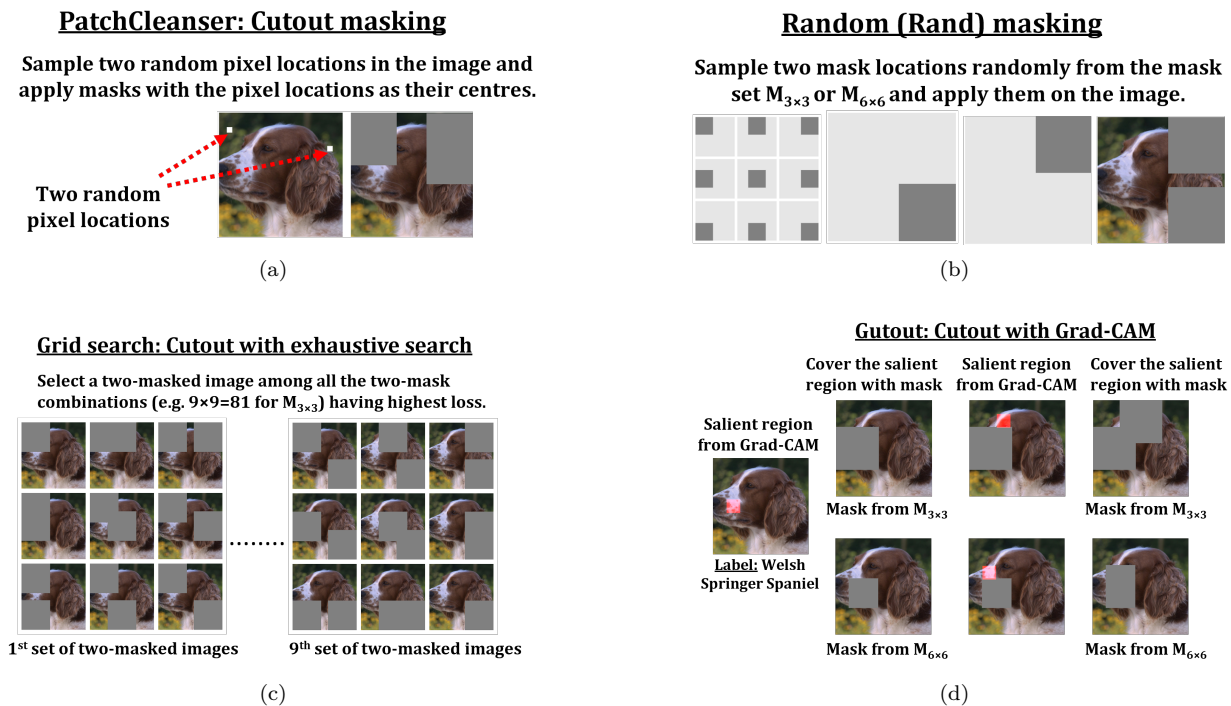 PatchCleanser: Cutout masking
Sample two random pixel locations in the image and
apply masks with the pixel locations as their centres.
Two random
pixel locations
(a)
Random (Rand) masking
Sample two mask locations randomly from the mask
set M3×3 or M6×6 and apply them on the image.
(b)
Grid search: Cutout with exhaustive search
Select a two-masked image among all the two-mask
combinations (e.g. 9×9=81 for M3×3) having highest loss.
........
1st set of two-masked images
9th set of two-masked images
(c)
Gutout: Cutout with Grad-CAM
Salient region
from Grad-CAM
Label: Welsh
Springer Spaniel
Cover the salient
region with mask
Salient region
from Grad-CAM
Cover the salient
region with mask
Mask from M3×3
Mask from M3×3
Mask from M6×6
Mask from M6×6
(d)